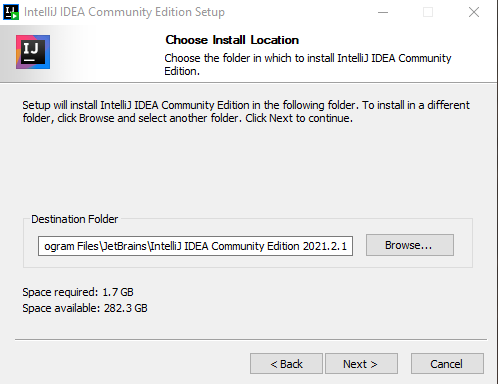 IntelliJ IDEA Community Edition Setup
IJ
Choose Install Location
Choose the folder in which to install IntelliJ IDEA Community
Edition.
Setup will install IntelliJ IDEA Community Edition in the following folder. To install in a different
folder, click Browse and select another folder. Click Next to continue.
Destination Folder
ogram Files\JetBrains\IntelliJ IDEA Community Edition 2021.2.1
Browse...
Space required: 1.7 GB
Space available: 282.3 GB
< Back
Next >
Cancel